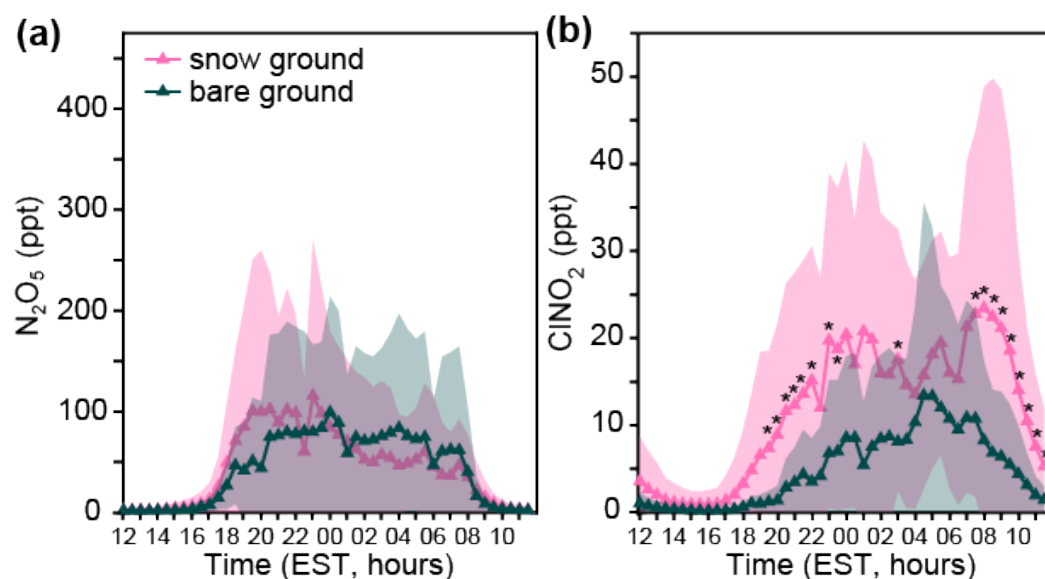 (a)
snow ground
bare ground
N₂O₅ (ppt)
400
300
200
100
0
12 14 16 18 20 22 00 02 04 06 08 10
Time (EST, hours)
(b)
ClNO₂ (ppt)
50
40
30
20
10
0
* * * * * * * * * * * * * * * * *
12 14 16 18 20 22 00 02 04 06 08 10
Time (EST, hours)